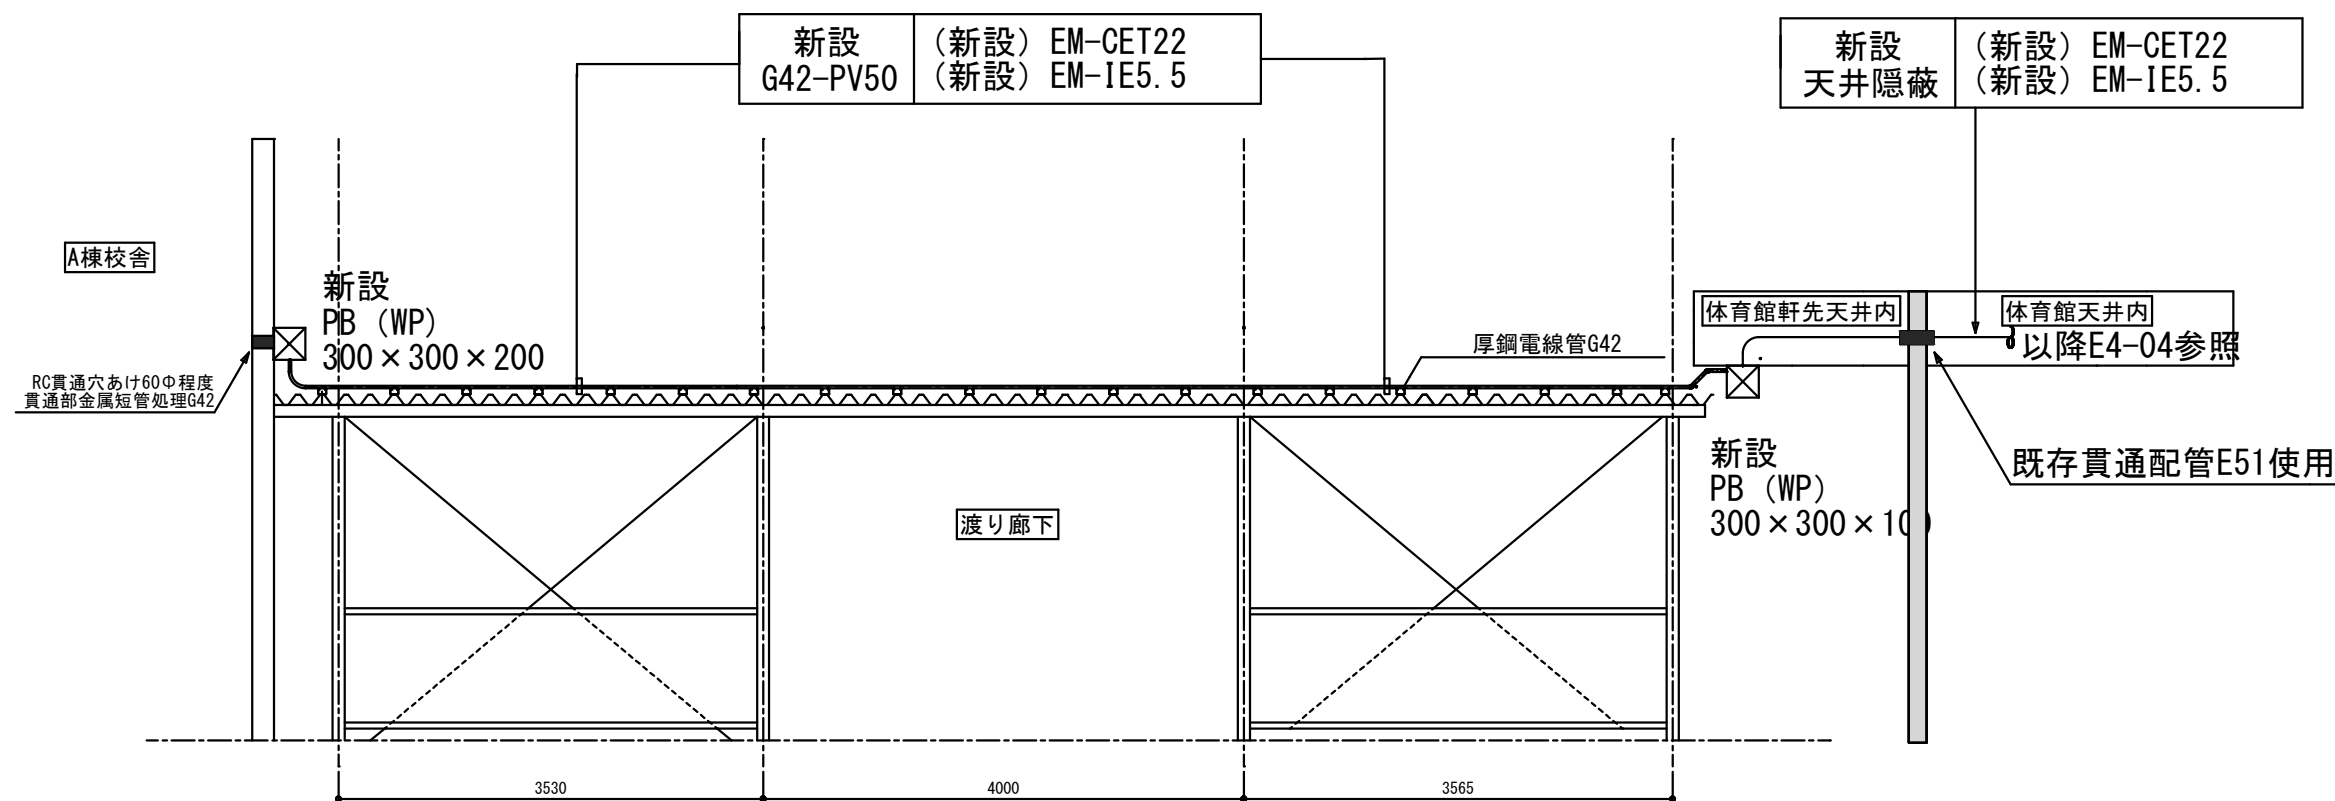 新設
G42-PV50
(新設) EM-CET22
(新設) EM-IE5.5
新設
天井隠蔽
(新設) EM-CET22
(新設) EM-IE5.5
A棟校舎
新設
PB (WP)
300×300×200
RC貫通穴あけ60Φ程度
貫通部金属短管処理G42
厚鋼電線管G42
体育館軒先天井内
体育館天井内
以降E4-04参照
既存貫通配管E51使用
新設
PB (WP)
300×300×100
渡り廊下
3530
4000
3565